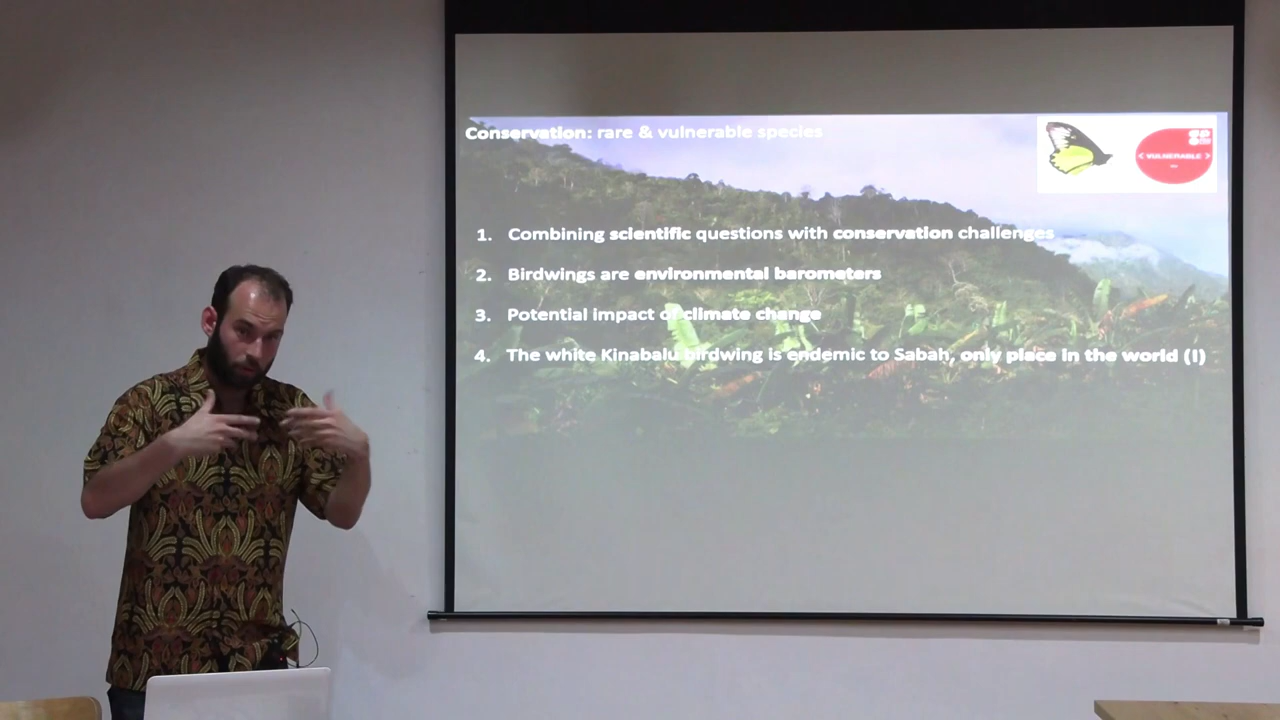 Conservation: rare & vulnerable species
< VULNERABLE >
1. Combining scientific questions with conservation challenges
2. Birdwings are environmental barometers
3. Potential impact of climate change
4. The white Kinabalu birdwing is endemic to Sabah, only place in the world (!)